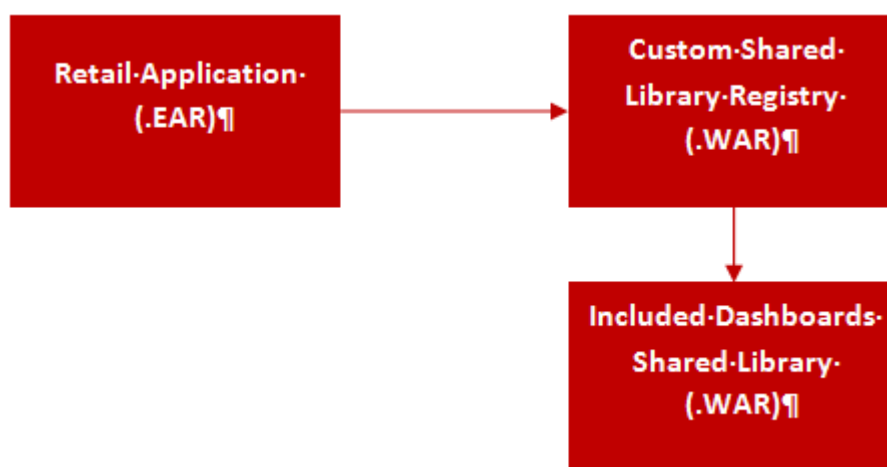 Retail·Application·
(.EAR)¶
Custom·Shared·
Library·Registry·
(.WAR)¶
Included·Dashboards·
Shared·Library·
(.WAR)¶